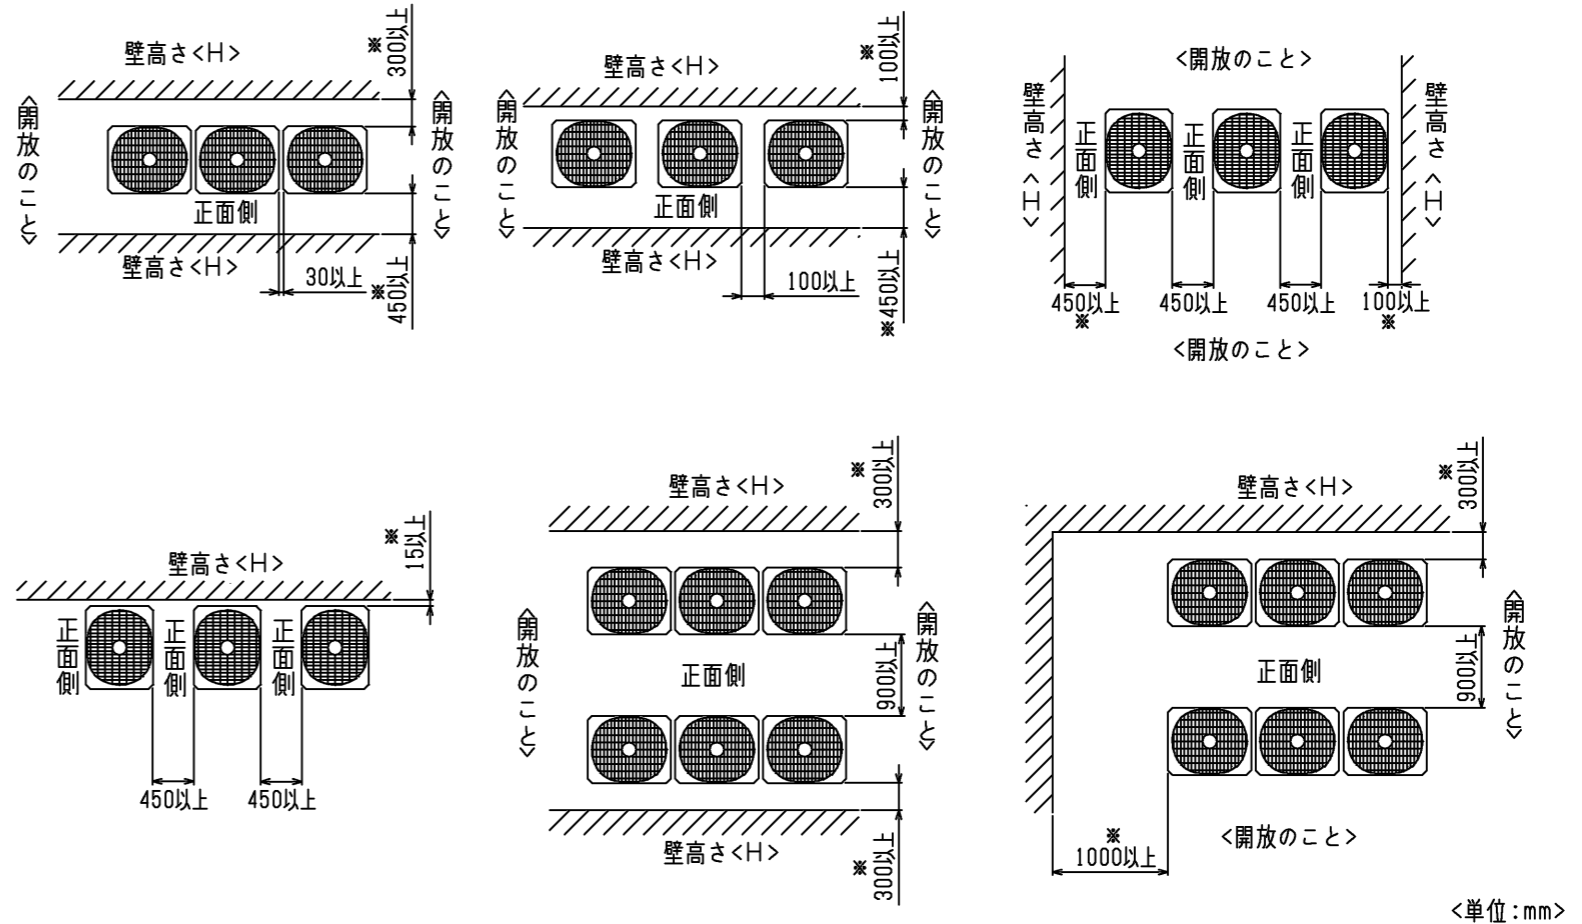 壁高さ<H>
※
300以上
<開放のこと>
<開放のこと>
正面側
壁高さ<H>
30以上
※
450以上
壁高さ<H>
※
100以上
<開放のこと>
<開放のこと>
正面側
壁高さ<H>
100以上
※450以上
<開放のこと>
壁高さ<H>
正面側
正面側
正面側
壁高さ<H>
450以上
※
450以上
450以上
100以上
※
<開放のこと>
壁高さ<H>
※
15以上
正面側
正面側
正面側
450以上
450以上
壁高さ<H>
※
300以上
<開放のこと>
<開放のこと>
正面側
900以上
壁高さ<H>
※
300以上
壁高さ<H>
※
300以上
<開放のこと>
正面側
900以上
※
1000以上
<開放のこと>
<単位:mm>